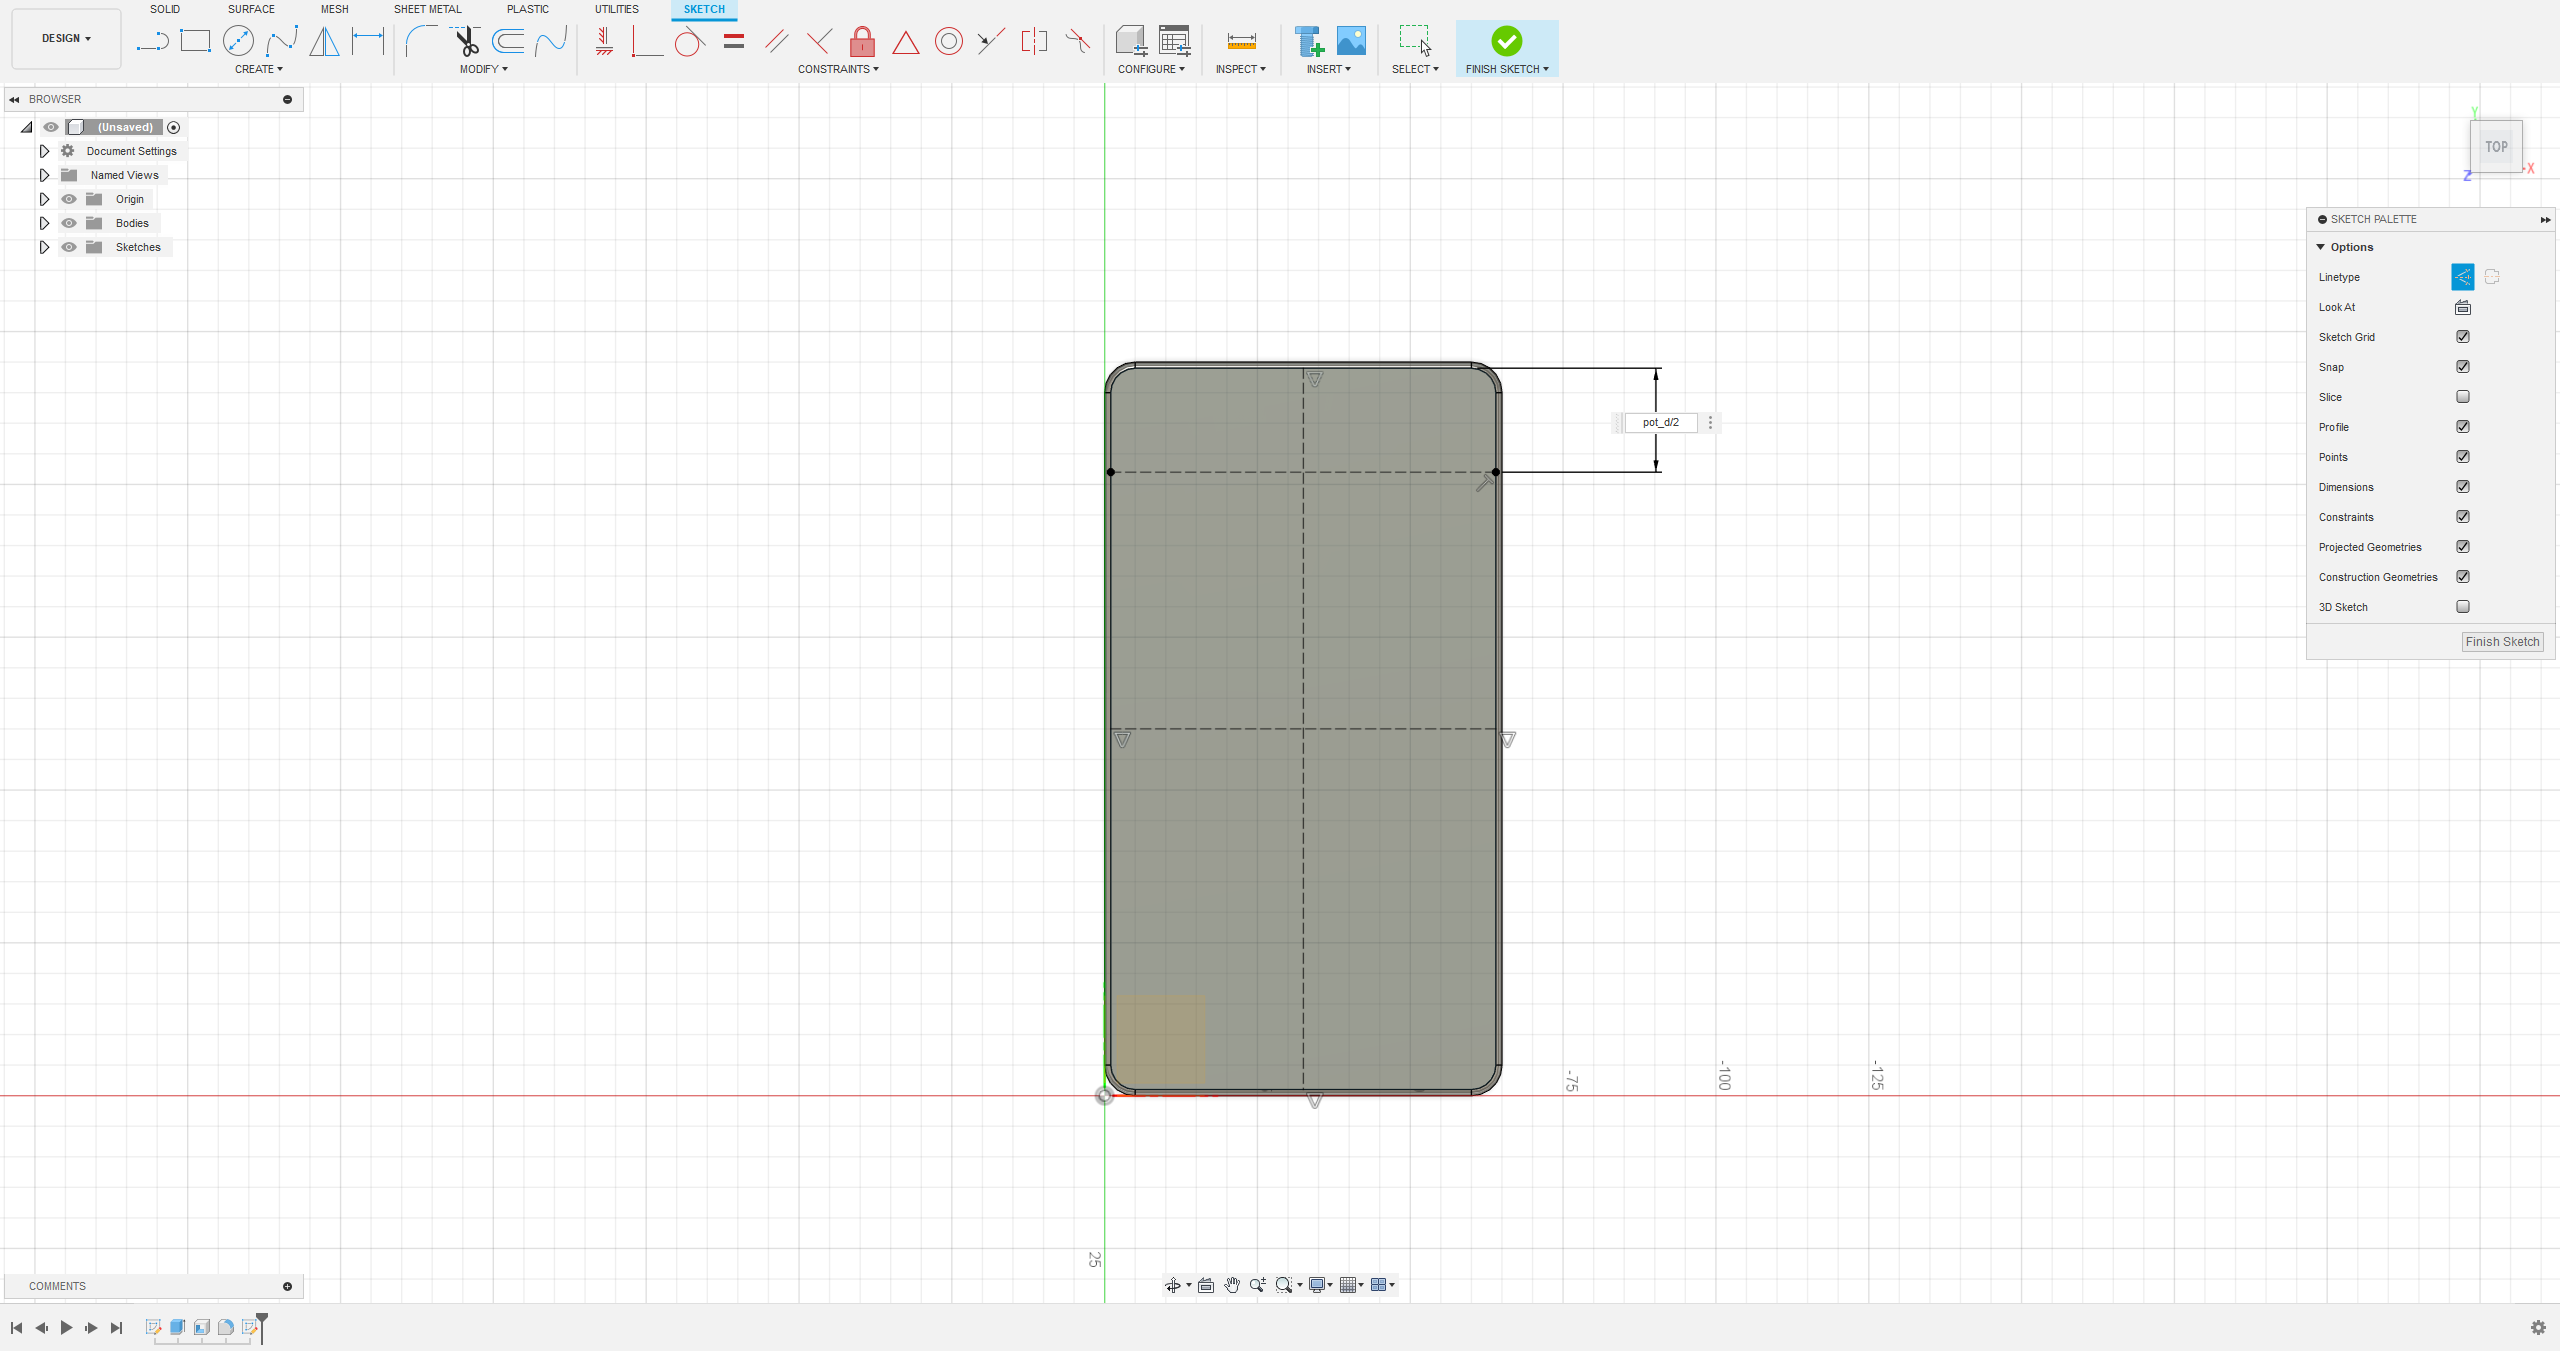 SOLID SURFACE MESH SHEET METAL PLASTIC UTILITIES SKETCH
DESIGN
CREATE MODIFY CONSTRAINTS CONFIGURE INSPECT INSERT SELECT FINISH SKETCH
BROWSER
(Unsaved)
Document Settings
Named Views
Origin
Bodies
Sketches
Y
TOP
X
Z
SKETCH PALETTE
Options
Linetype
Look At
Sketch Grid
Snap
Slice
Profile
Points
Dimensions
Constraints
Projected Geometries
Construction Geometries
3D Sketch
Finish Sketch
pot_d/2
-75
-100
-125
25
COMMENTS